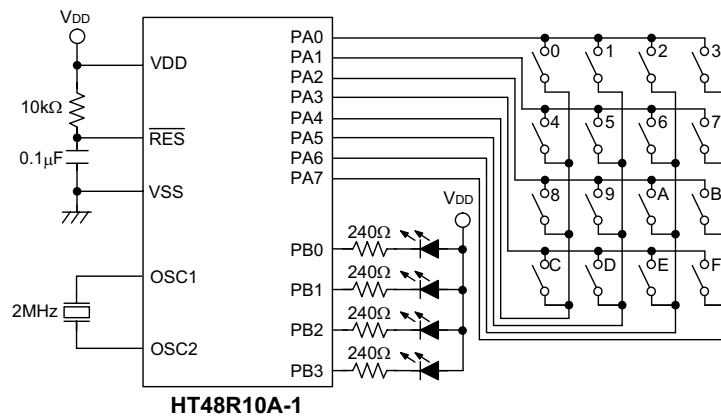 VDD
10kΩ
0.1µF
2MHz
VDD
RES
VSS
OSC1
OSC2
PA0
PA1
PA2
PA3
PA4
PA5
PA6
PA7
PB0
PB1
PB2
PB3
VDD
240Ω
240Ω
240Ω
240Ω
0 1 2 3
4 5 6 7
8 9 A B
C D E F
HT48R10A-1